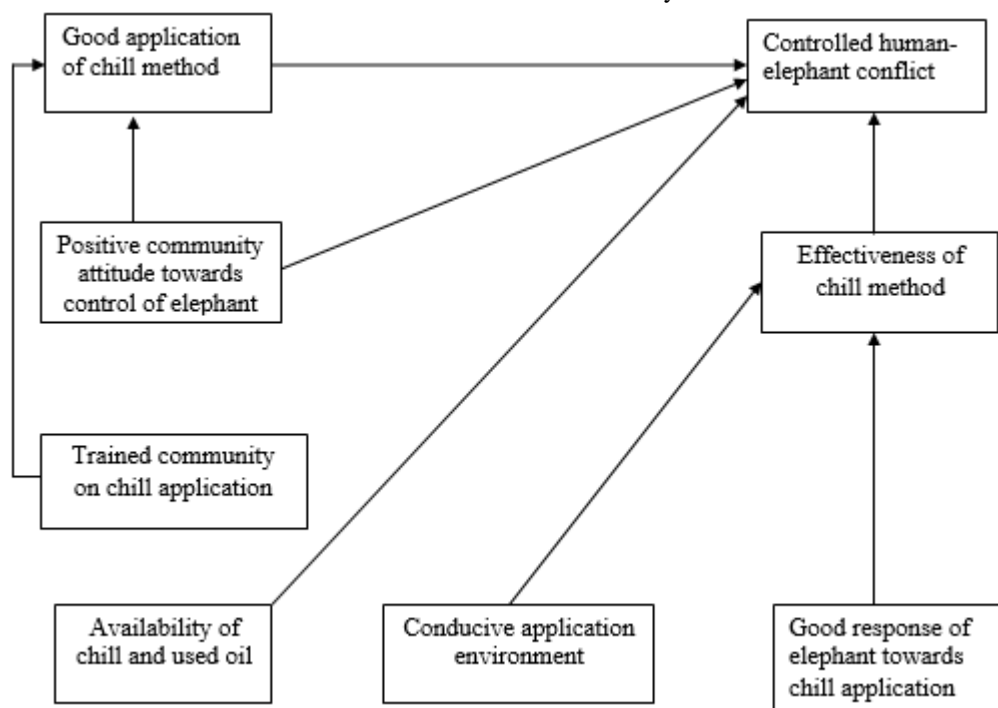 Good application
of chill method
Controlled human-
elephant conflict
Positive community
attitude towards
control of elephant
Effectiveness of
chill method
Trained community
on chill application
Availability of
chill and used oil
Conducive application
environment
Good response of
elephant towards
chill application